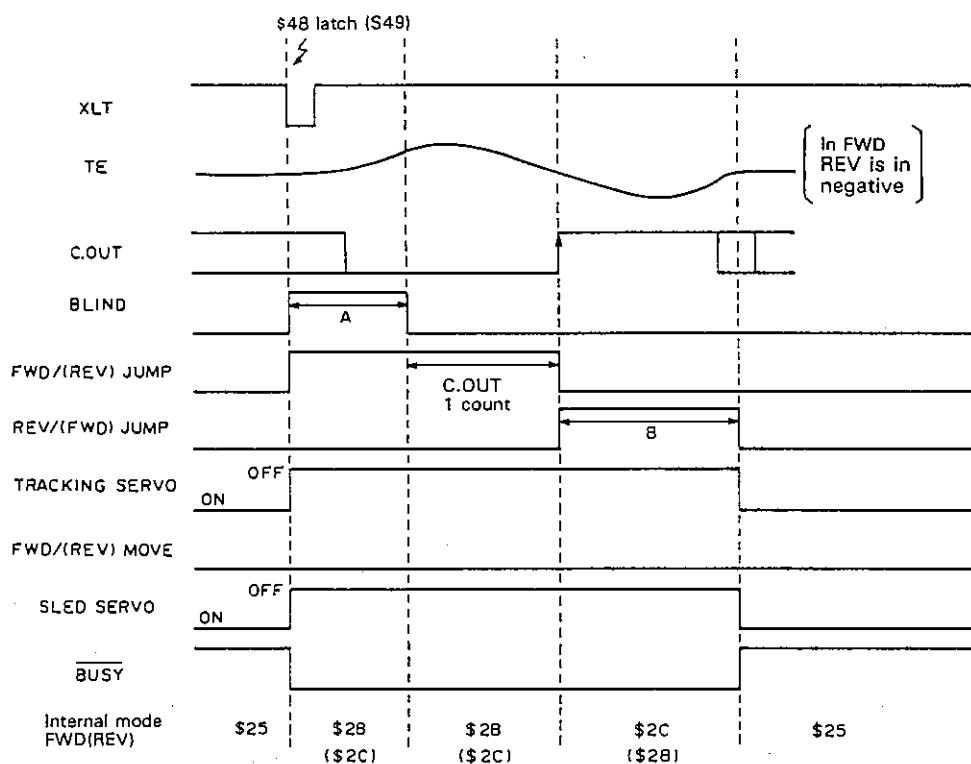 $48 latch (S49)
XLT
TE
In FWD
REV is in
negative
C.OUT
BLIND
A
FWD/(REV) JUMP
C.OUT
1 count
REV/(FWD) JUMP
B
TRACKING SERVO
OFF
ON
FWD/(REV) MOVE
SLED SERVO
OFF
ON
BUSY
Internal mode
FWD(REV)
$25
$28
($2C)
$2B
($2C)
$2C
($28)
$25